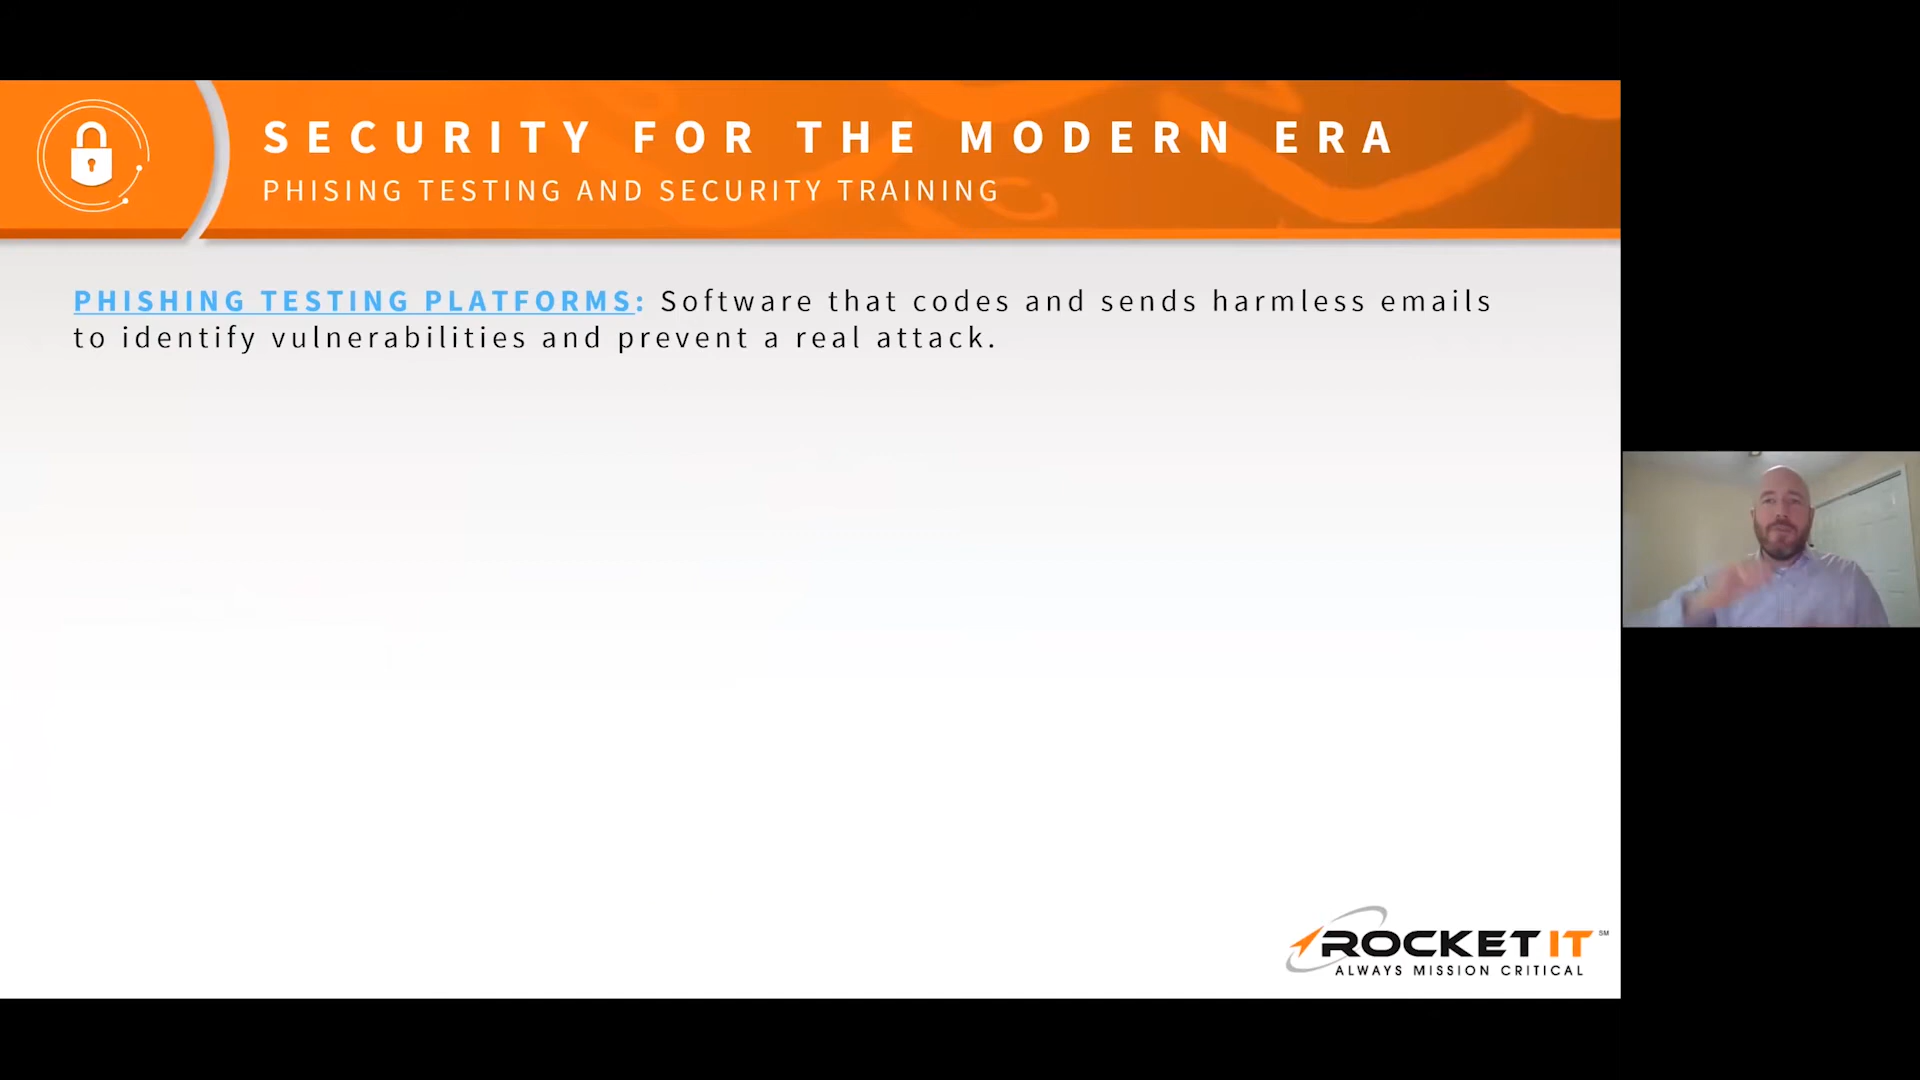 SECURITY FOR THE MODERN ERA
PHISING TESTING AND SECURITY TRAINING
PHISHING TESTING PLATFORMS: Software that codes and sends harmless emails
to identify vulnerabilities and prevent a real attack.
ROCKET IT SM
ALWAYS MISSION CRITICAL